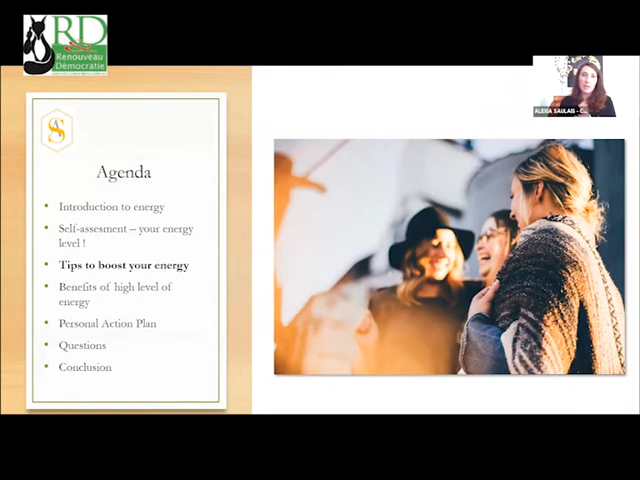 RD
Renouveau
Démocratie
ALEXIA SAULAIS - C...
S
Agenda
• Introduction to energy
• Self-assesment – your energy
level !
• Tips to boost your energy
• Benefits of high level of
energy
• Personal Action Plan
• Questions
• Conclusion